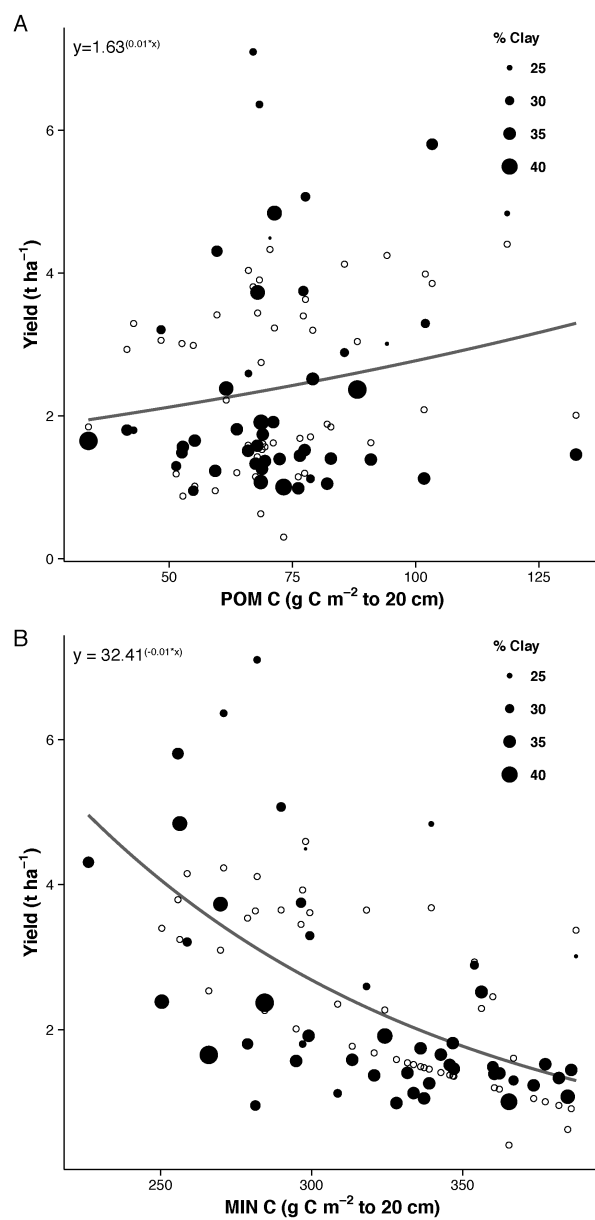 A
y=1.63(0.01*x)
% Clay
25
30
35
40
6
4
2
0
Yield (t ha−1)
50
75
100
125
POM C (g C m−2 to 20 cm)
B
y = 32.41(-0.01*x)
% Clay
25
30
35
40
6
4
2
Yield (t ha−1)
250
300
350
MIN C (g C m−2 to 20 cm)